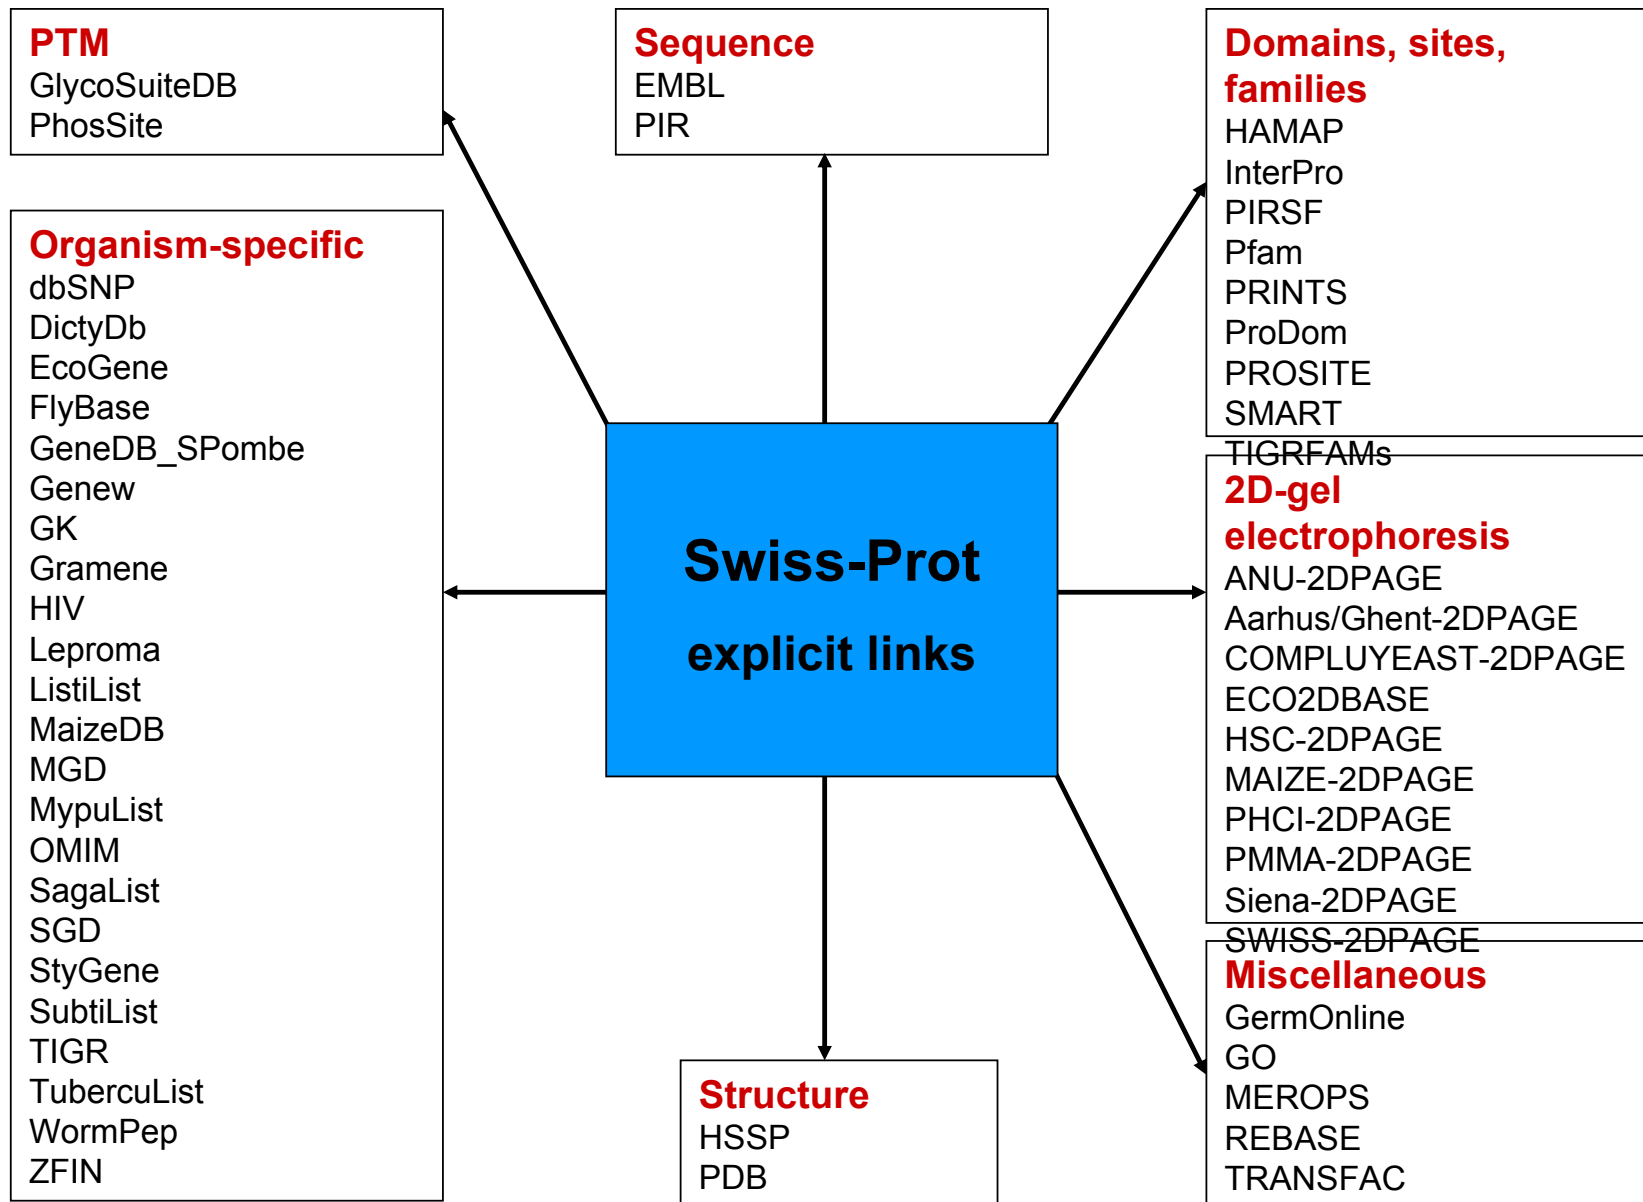 PTM
GlycoSuiteDB
PhosSite
Sequence
EMBL
PIR
Domains, sites,
families
HAMAP
InterPro
PIRSF
Pfam
PRINTS
ProDom
PROSITE
SMART
TIGRFAMs
Organism-specific
dbSNP
DictyDb
EcoGene
FlyBase
GeneDB_SPombe
Genew
GK
Gramene
HIV
Leproma
ListiList
MaizeDB
MGD
MypuList
OMIM
SagaList
SGD
StyGene
SubtiList
TIGR
TubercuList
WormPep
ZFIN
Swiss-Prot
explicit links
2D-gel
electrophoresis
ANU-2DPAGE
Aarhus/Ghent-2DPAGE
COMPLUYEAST-2DPAGE
ECO2DBASE
HSC-2DPAGE
MAIZE-2DPAGE
PHCI-2DPAGE
PMMA-2DPAGE
Siena-2DPAGE
SWISS-2DPAGE
Structure
HSSP
PDB
Miscellaneous
GermOnline
GO
MEROPS
REBASE
TRANSFAC